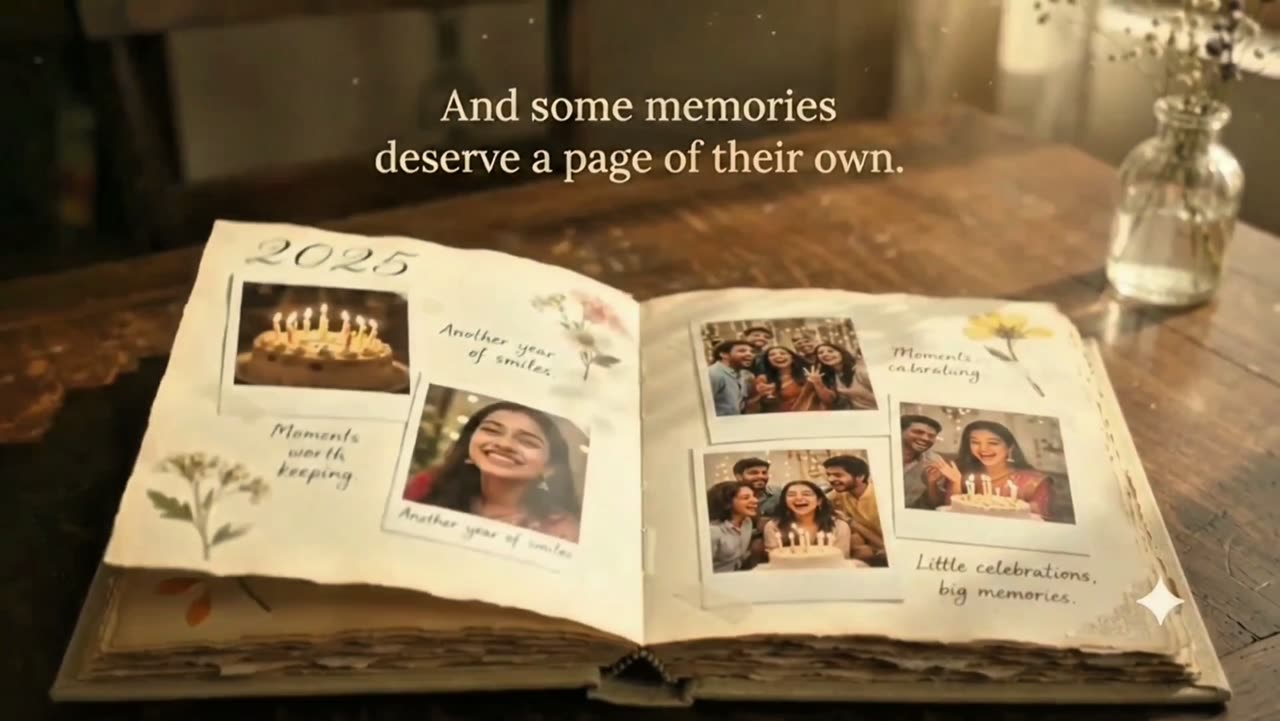 And some memories
deserve a page of their own.
2025
Another year
of smiles.
Moments
worth
keeping.
Another year of smiles
Moments
calsrating
Little celebrations,
big memories.